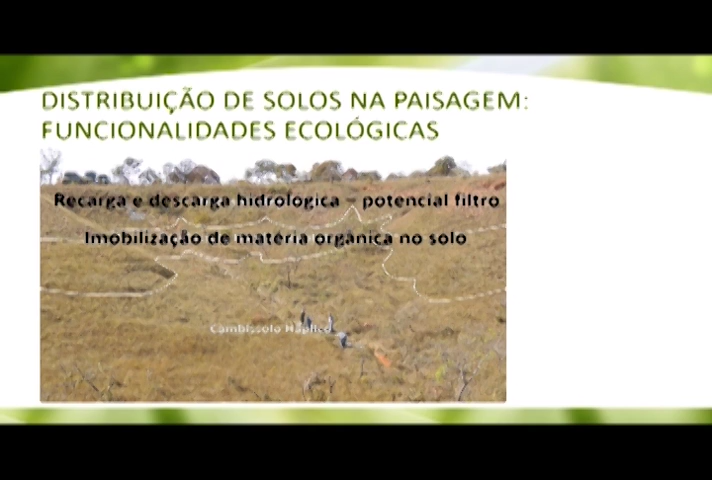 DISTRIBUIÇÃO DE SOLOS NA PAISAGEM:
FUNCIONALIDADES ECOLÓGICAS
Recarga e descarga hidrológica – potencial filtro
Imobilização de matéria orgânica no solo
Cambissolo Háplico